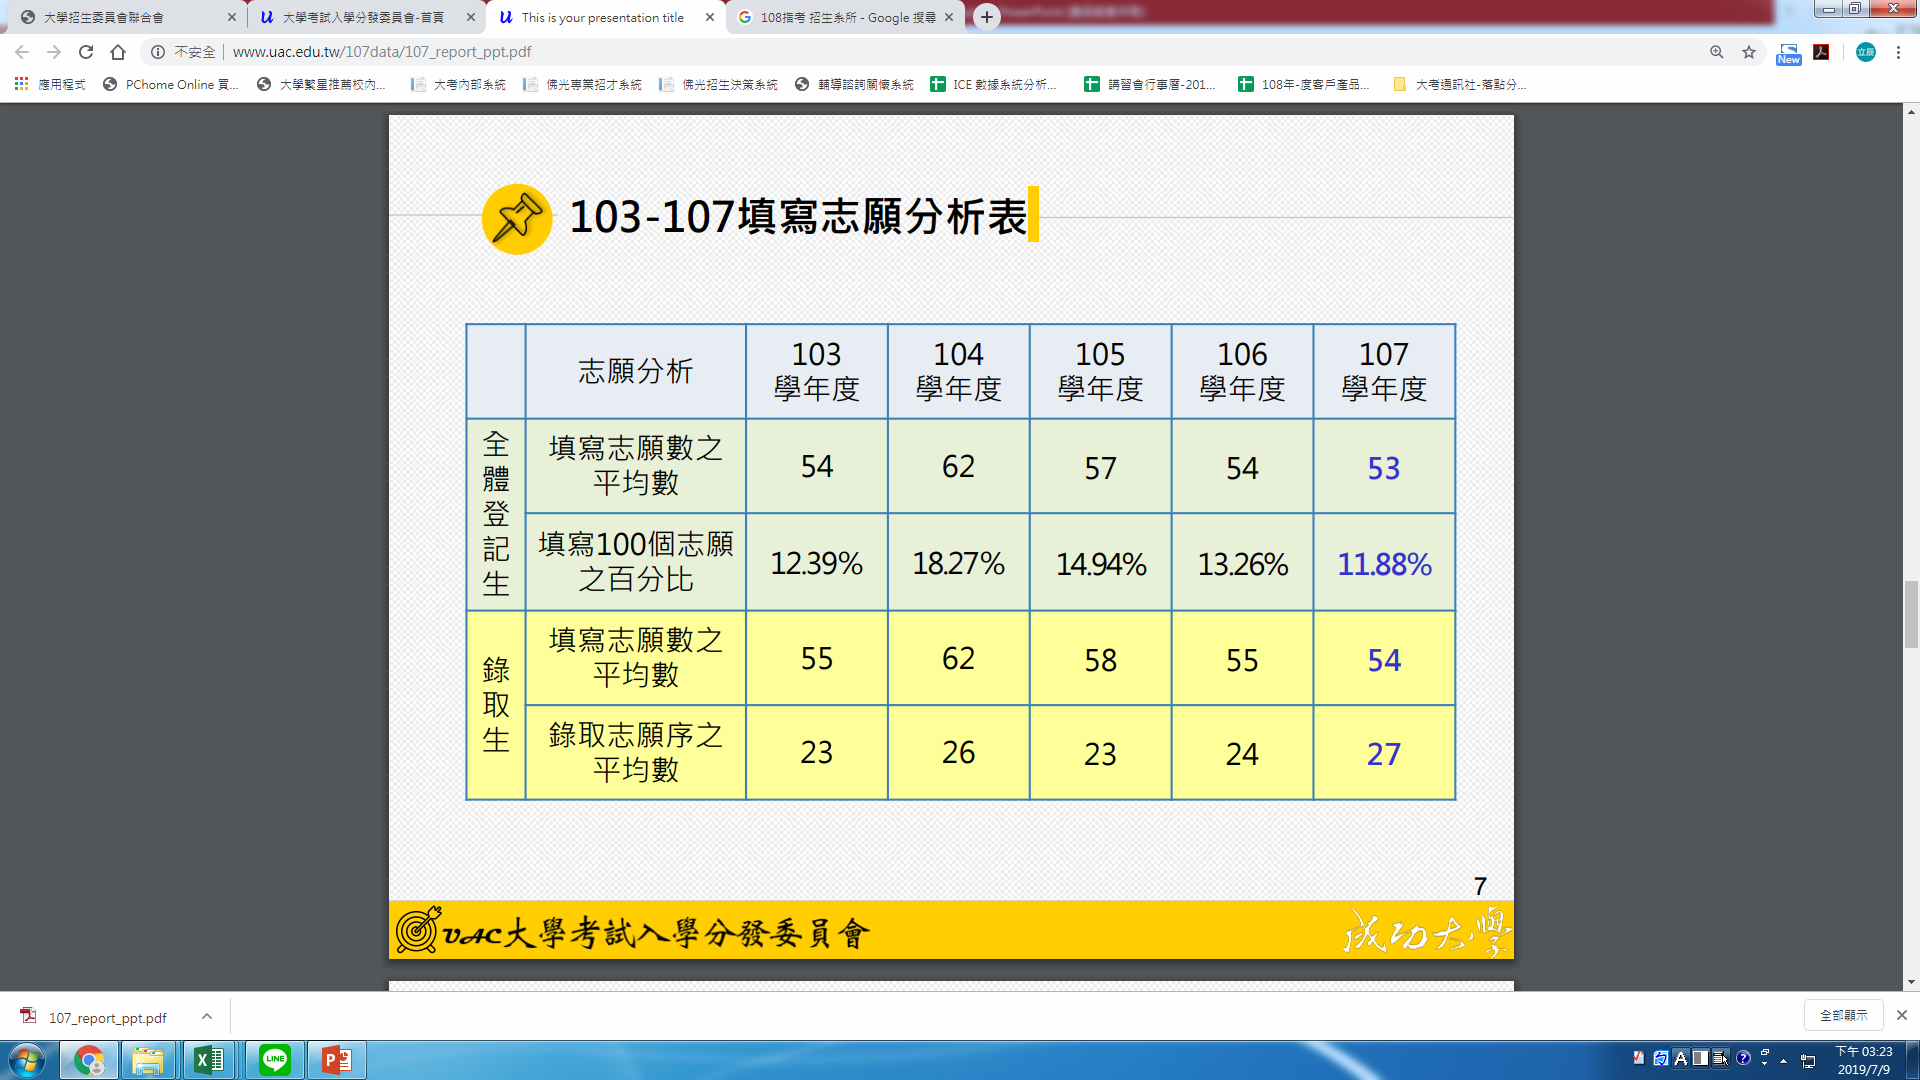 大學招生委員會聯合會
大學考試入學分發委員會-首頁
This is your presentation title
108指考 招生系所 - Google 搜尋
不安全
www.uac.edu.tw/107data/107_report_ppt.pdf
New
立辰
應用程式
PChome Online 買...
大學繁星推薦校內...
大考內部系統
佛光專業招才系統
佛光招生決策系統
輔導諮詢關懷系統
ICE 數據系統分析...
講習會行事曆-201...
108年-度客戶產品...
大考通訊社-落點分...
103-107填寫志願分析表
志願分析
103
學年度
104
學年度
105
學年度
106
學年度
107
學年度
全體登記生
填寫志願數之
平均數
54
62
57
54
53
填寫100個志願
之百分比
12.39%
18.27%
14.94%
13.26%
11.88%
錄取生
填寫志願數之
平均數
55
62
58
55
54
錄取志願序之
平均數
23
26
23
24
27
7
UAC大學考試入學分發委員會
成功大學
107_report_ppt.pdf
全部顯示
LINE
下午 03:23
2019/7/9